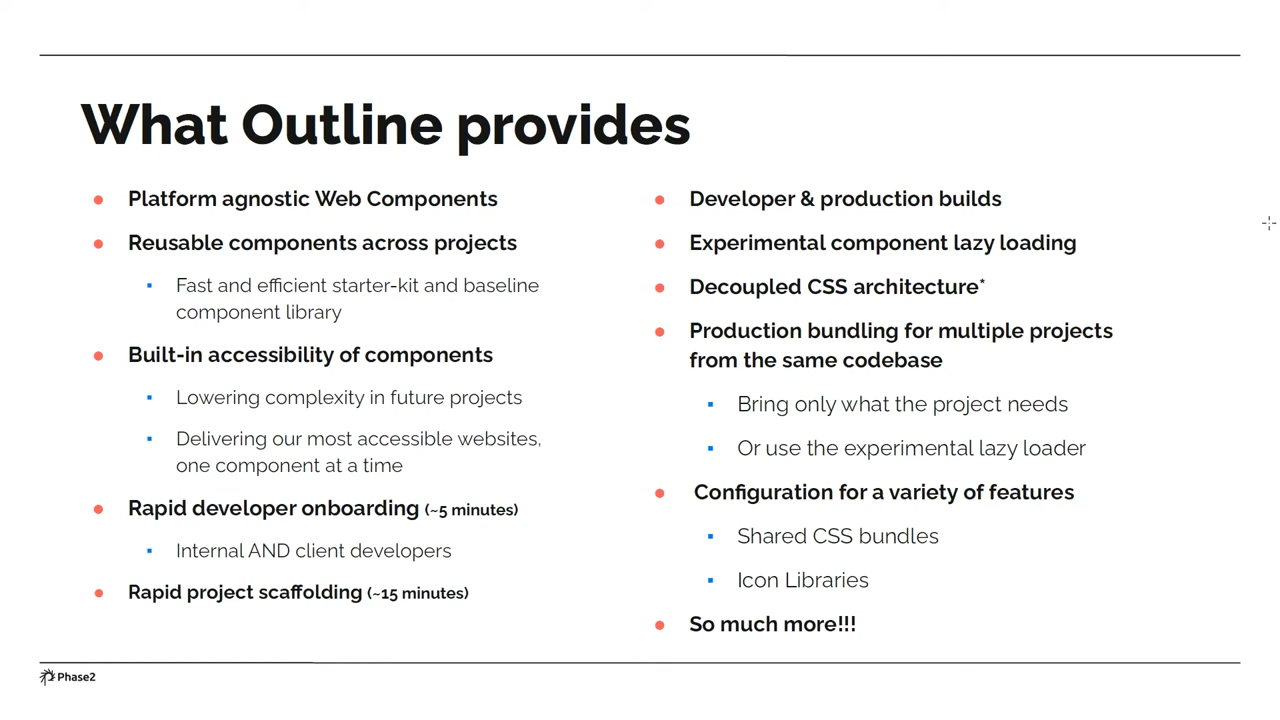 What Outline provides
Platform agnostic Web Components
Reusable components across projects
Fast and efficient starter-kit and baseline
component library
Built-in accessibility of components
Lowering complexity in future projects
Delivering our most accessible websites,
one component at a time
Rapid developer onboarding (~5 minutes)
Internal AND client developers
Rapid project scaffolding (~15 minutes)
Developer & production builds
Experimental component lazy loading
Decoupled CSS architecture*
Production bundling for multiple projects
from the same codebase
Bring only what the project needs
Or use the experimental lazy loader
Configuration for a variety of features
Shared CSS bundles
Icon Libraries
So much more!!!
Phase2